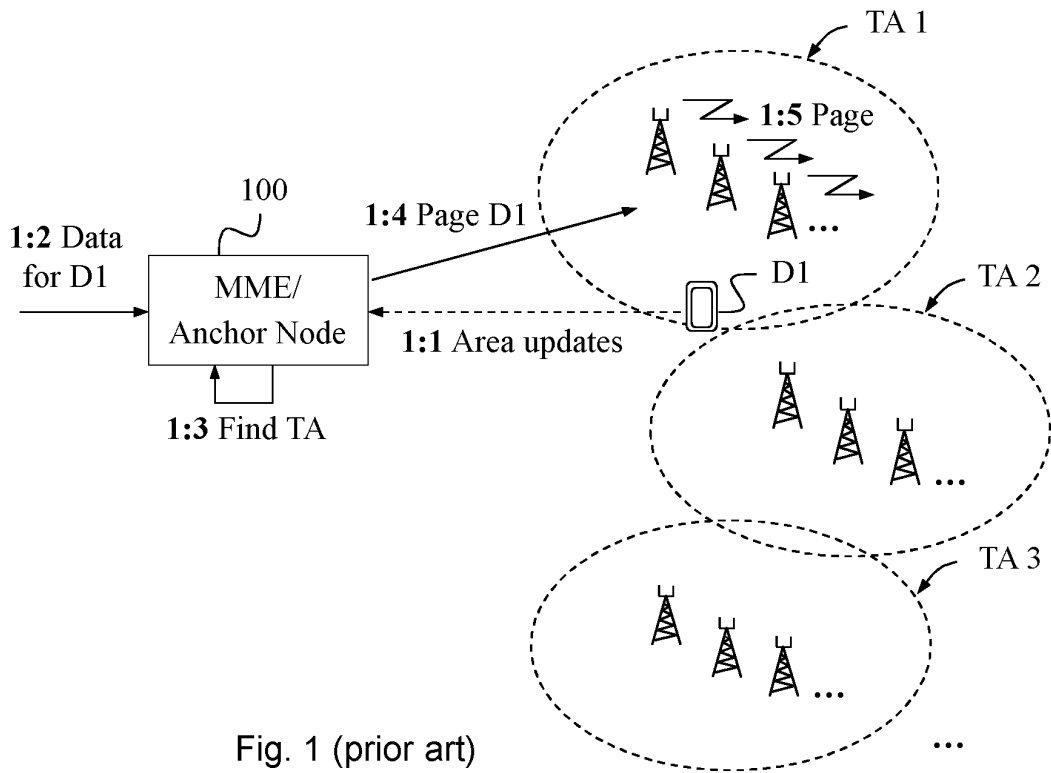 TA 1
1:5 Page
100
1:4 Page D1
1:2 Data
for D1
...
MME/
Anchor Node
D1
TA 2
1:1 Area updates
1:3 Find TA
...
TA 3
...
Fig. 1 (prior art)
...